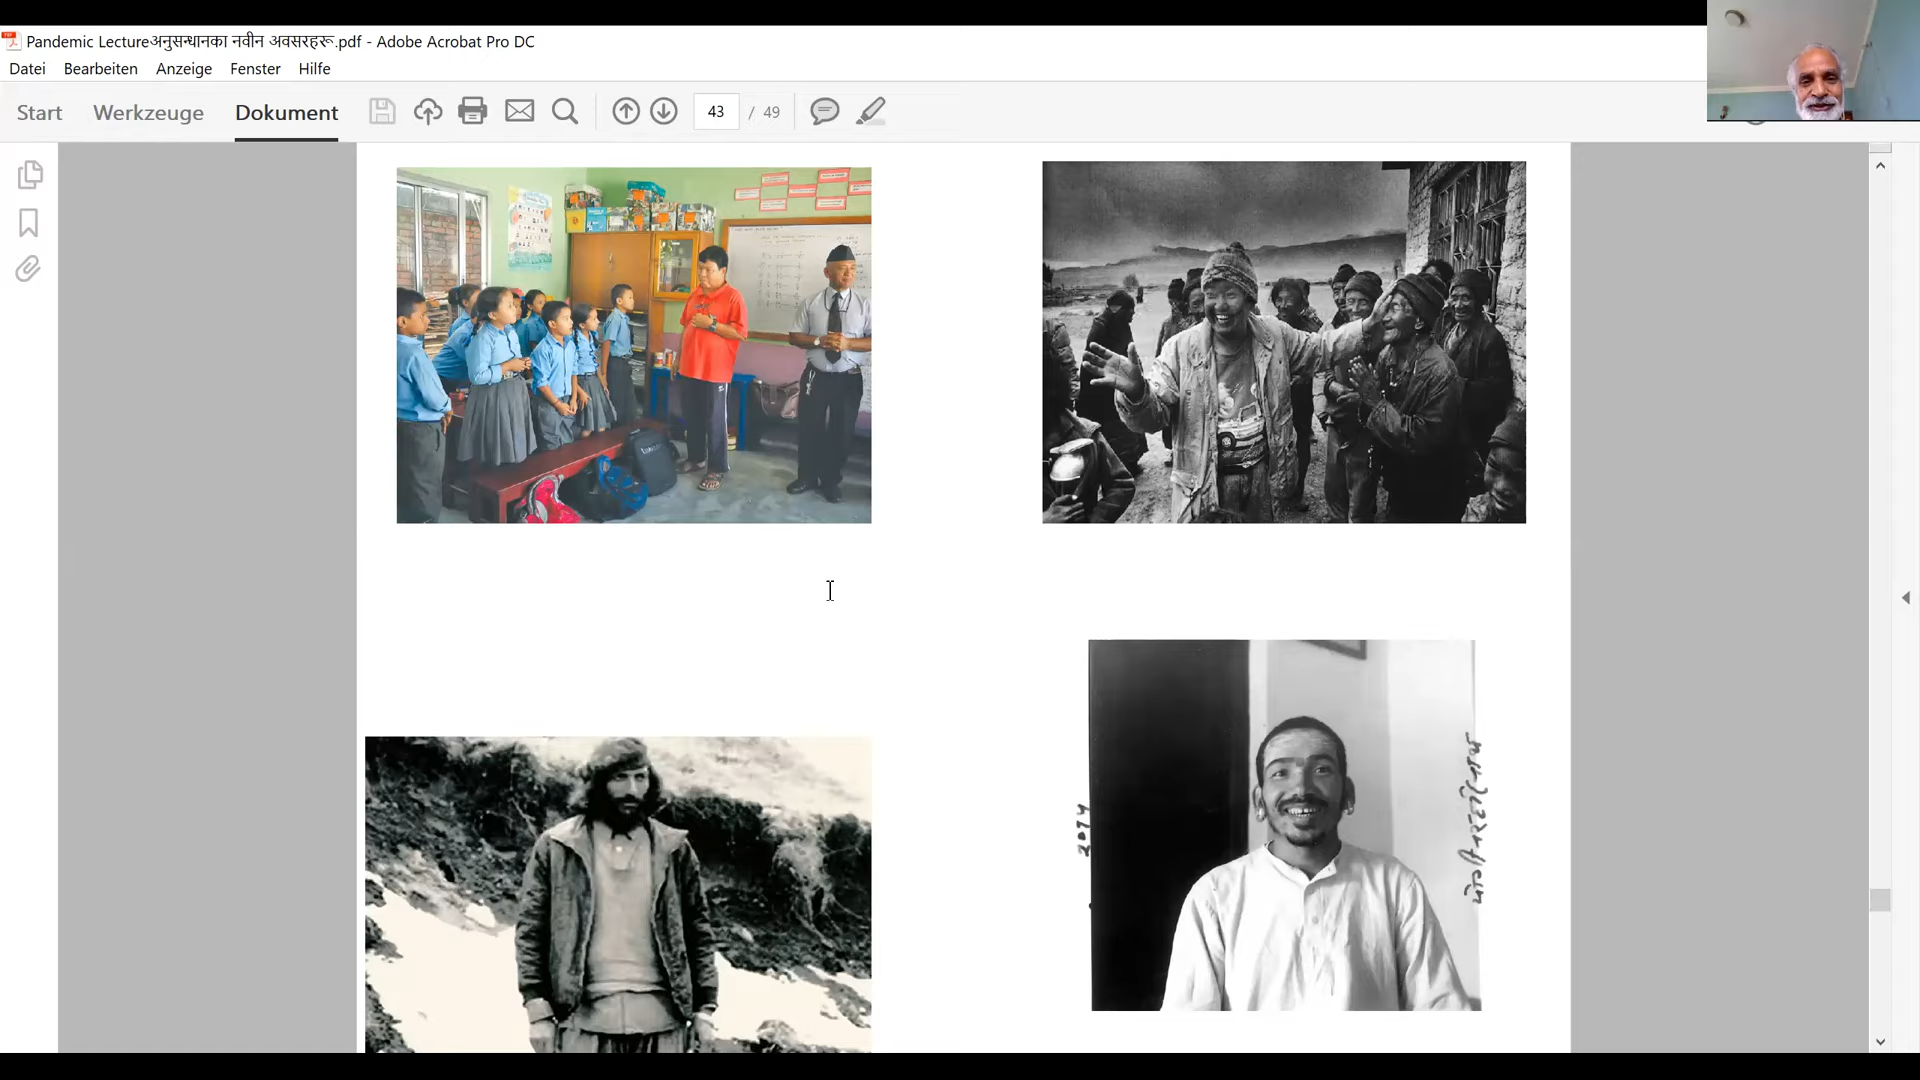 Pandemic Lectureअनुसन्धानका नवीन अवसरहरू.pdf - Adobe Acrobat Pro DC
Datei Bearbeiten Anzeige Fenster Hilfe
Start Werkzeuge Dokument 43 / 49